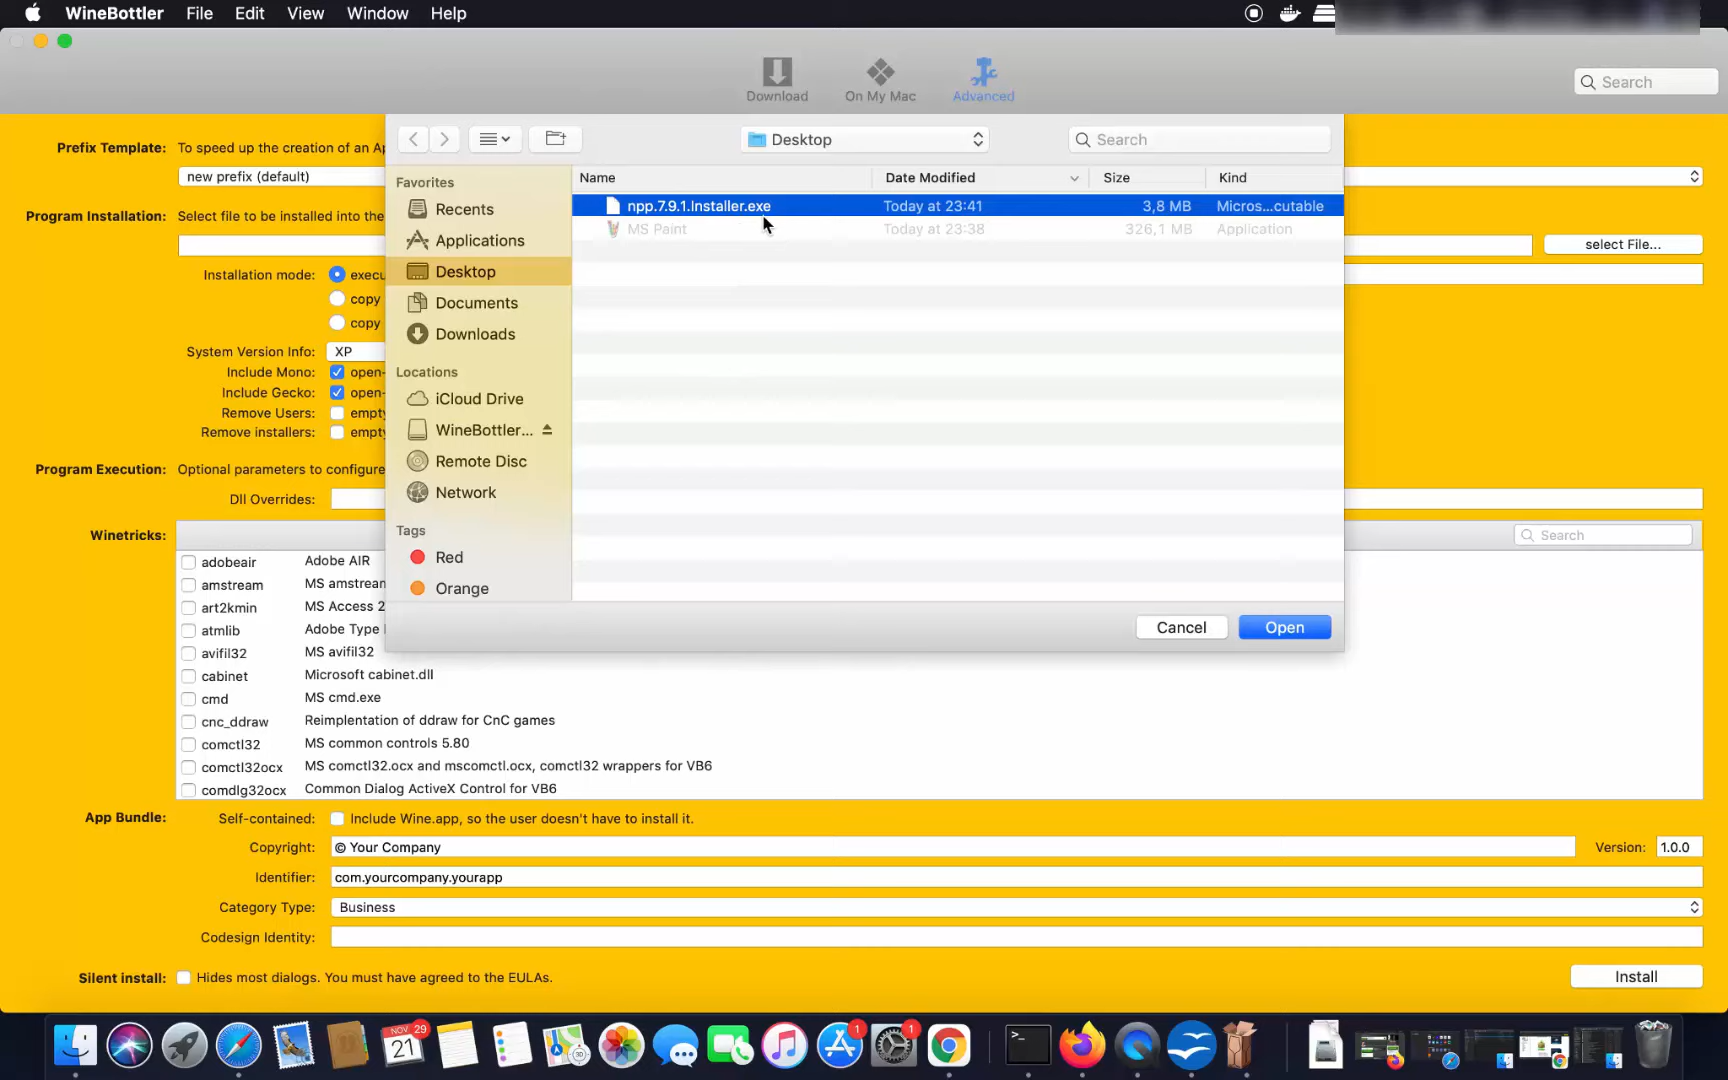 WineBottler File Edit View Window Help
Download On My Mac Advanced Search
Prefix Template: To speed up the creation of an Ap
new prefix (default)
Program Installation: Select file to be installed into the
select File...
Installation mode: execu
copy
copy
System Version Info: XP
Include Mono: open-
Include Gecko: open-
Remove Users: empty
Remove installers: empty
Program Execution: Optional parameters to configure
Dll Overrides:
Desktop Search
Favorites
Recents
Applications
Desktop
Documents
Downloads
Locations
iCloud Drive
WineBottler...
Remote Disc
Network
Tags
Red
Orange
Name Date Modified Size Kind
npp.7.9.1.Installer.exe Today at 23:41 3,8 MB Micros...cutable
MS Paint Today at 23:38 326,1 MB Application
Cancel Open
Winetricks: Search
adobeair Adobe AIR
amstream MS amstrean
art2kmin MS Access 2
atmlib Adobe Type
avifil32 MS avifil32
cabinet Microsoft cabinet.dll
cmd MS cmd.exe
cnc_ddraw Reimplentation of ddraw for CnC games
comctl32 MS common controls 5.80
comctl32ocx MS comctl32.ocx and mscomctl.ocx, comctl32 wrappers for VB6
comdlg32ocx Common Dialog ActiveX Control for VB6
App Bundle: Self-contained: Include Wine.app, so the user doesn't have to install it.
Copyright: © Your Company Version: 1.0.0
Identifier: com.yourcompany.yourapp
Category Type: Business
Codesign Identity:
Silent install: Hides most dialogs. You must have agreed to the EULAs. Install
NOV 29
21
1
1